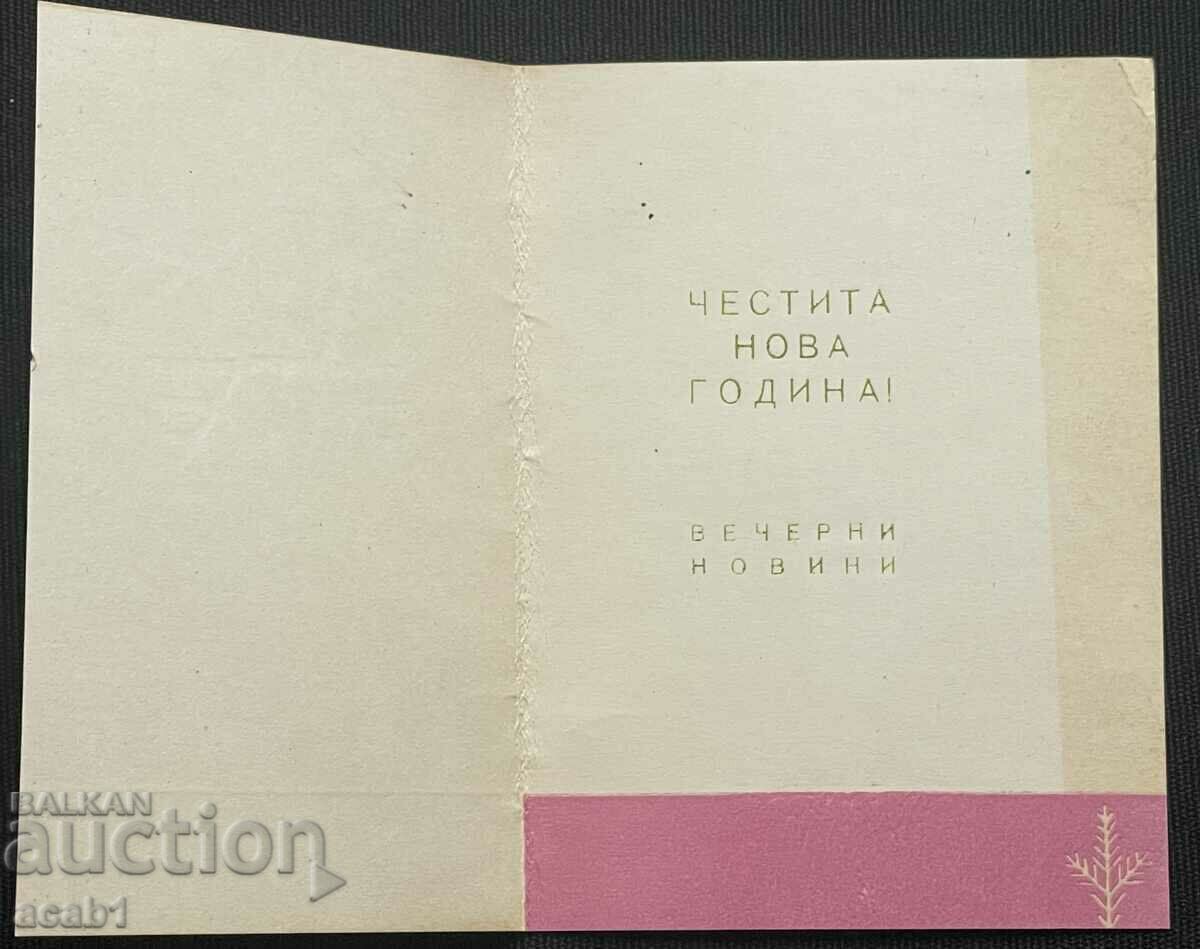 ЧЕСТИТА
НОВА
ГОДИНА!
ВЕЧЕРНИ
НОВИНИ
BALKAN
auction
acab1